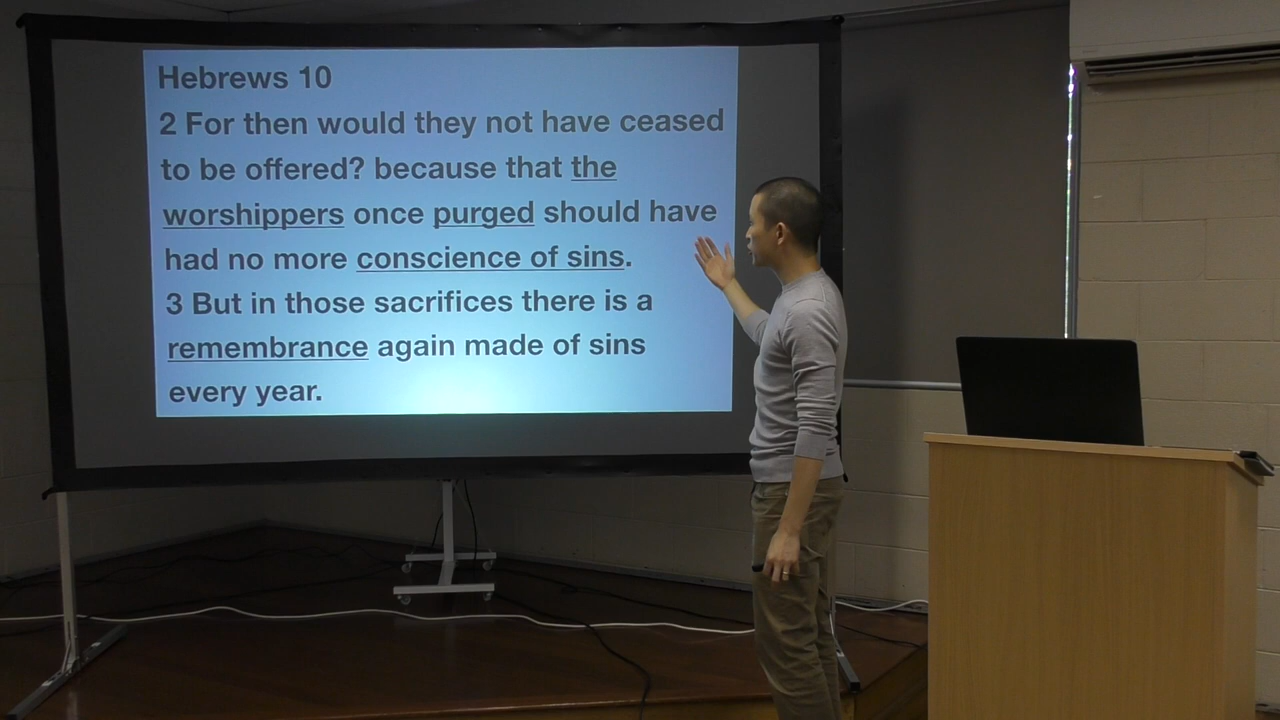 Hebrews 10
2 For then would they not have ceased
to be offered? because that the
worshippers once purged should have
had no more conscience of sins.
3 But in those sacrifices there is a
remembrance again made of sins
every year.